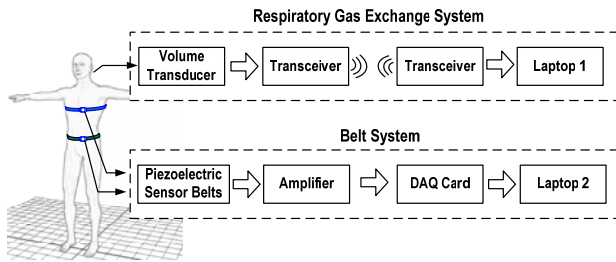 Respiratory Gas Exchange System
Volume
Transducer
Transceiver
Transceiver
Laptop 1
Belt System
Piezoelectric
Sensor Belts
Amplifier
DAQ Card
Laptop 2